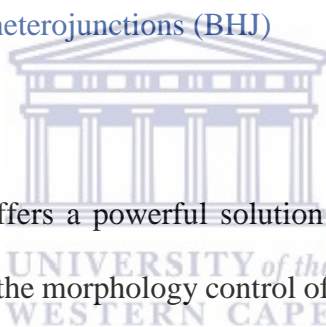 heterojunctions (BHJ)
ffers a powerful solution
UNIVERSITY of the
the morphology control of
WESTERN CAPE